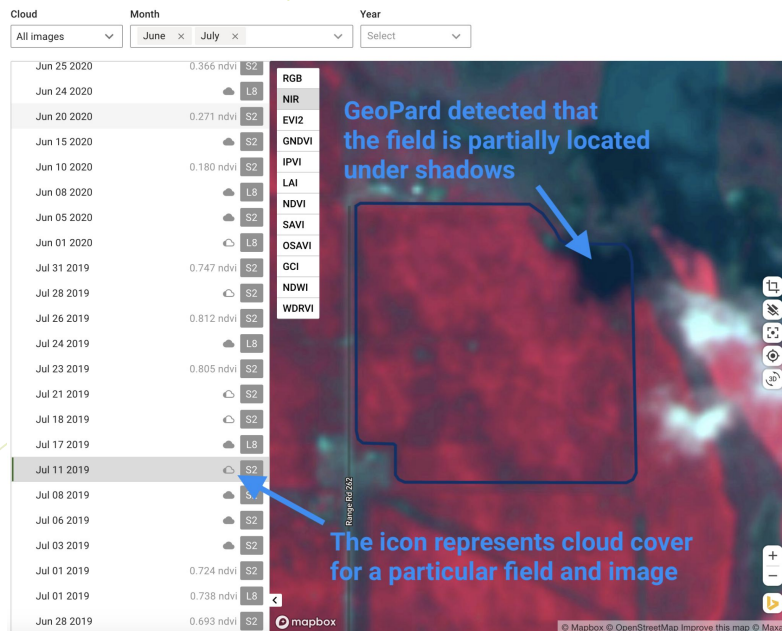 Cloud
Month
Year
All images
June ×
July ×
Select
Jun 25 2020 0.366 ndvi S2
Jun 24 2020 L8
Jun 20 2020 0.271 ndvi S2
Jun 15 2020 S2
Jun 10 2020 0.180 ndvi S2
Jun 08 2020 L8
Jun 05 2020 S2
Jun 01 2020 L8
Jul 31 2019 0.747 ndvi S2
Jul 28 2019 S2
Jul 26 2019 0.812 ndvi S2
Jul 24 2019 L8
Jul 23 2019 0.805 ndvi S2
Jul 21 2019 S2
Jul 18 2019 S2
Jul 17 2019 L8
Jul 11 2019 S2
Jul 08 2019
Jul 06 2019 S2
Jul 03 2019 S2
Jul 01 2019 0.724 ndvi S2
Jul 01 2019 0.738 ndvi L8
Jun 28 2019 0.693 ndvi S2
RGB
NIR
EVI2
GNDVI
IPVI
LAI
NDVI
SAVI
OSAVI
GCI
NDWI
WDRVI
GeoPard detected that
the field is partially located
under shadows
3D
Range Rd 262
The icon represents cloud cover
for a particular field and image
mapbox
© Mapbox © OpenStreetMap Improve this map © Maxa